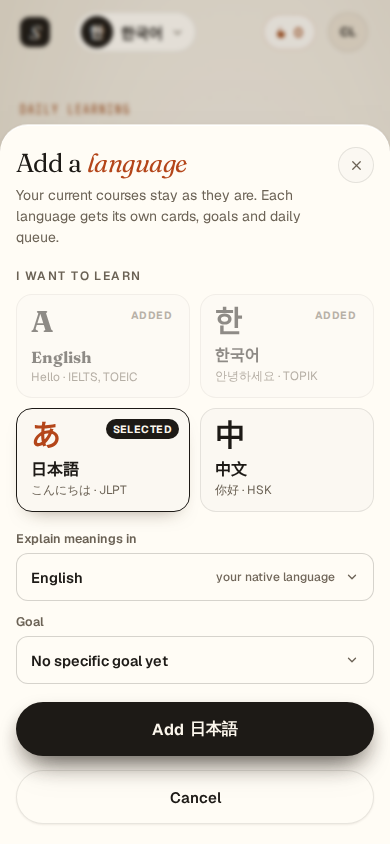 한국어
0
CL
DAILY LEARNING
Add a language
Your current courses stay as they are. Each
language gets its own cards, goals and daily
queue.
I WANT TO LEARN
A
ADDED
English
Hello · IELTS, TOEIC
한
ADDED
한국어
안녕하세요 · TOPIK
あ
SELECTED
日本語
こんにちは · JLPT
中
中文
你好 · HSK
Explain meanings in
English your native language
Goal
No specific goal yet
Add 日本語
Cancel